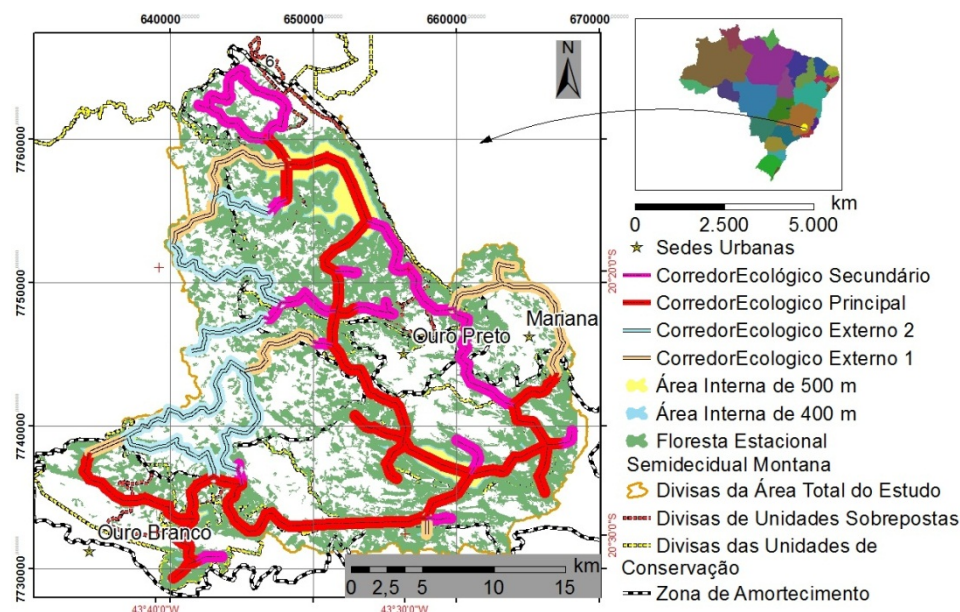 640000 650000 660000 670000
7760000
7750000
7740000
7730000
6
N
Ouro Preto
Mariana
Ouro Branco
20°20'0"S
20°30'0"S
43°40'0"W 43°30'0"W
km
0 2,5 5 10 15
km
0 2.500 5.000
Sedes Urbanas
CorredorEcológico Secundário
CorredorEcologico Principal
CorredorEcologico Externo 2
CorredorEcologico Externo 1
Área Interna de 500 m
Área Interna de 400 m
Floresta Estacional
Semidecidual Montana
Divisas da Área Total do Estudo
Divisas de Unidades Sobrepostas
Divisas das Unidades de
Conservação
Zona de Amortecimento